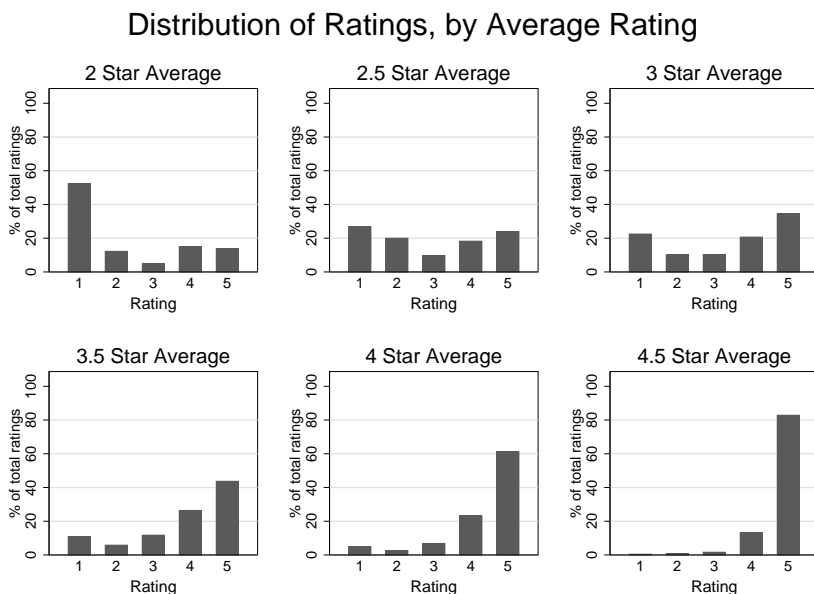 Distribution of Ratings, by Average Rating
2 Star Average
% of total ratings
0 20 40 60 80 100
1 2 3 4 5
Rating
2.5 Star Average
% of total ratings
0 20 40 60 80 100
1 2 3 4 5
Rating
3 Star Average
% of total ratings
0 20 40 60 80 100
1 2 3 4 5
Rating
3.5 Star Average
% of total ratings
0 20 40 60 80 100
1 2 3 4 5
Rating
4 Star Average
% of total ratings
0 20 40 60 80 100
1 2 3 4 5
Rating
4.5 Star Average
% of total ratings
0 20 40 60 80 100
1 2 3 4 5
Rating